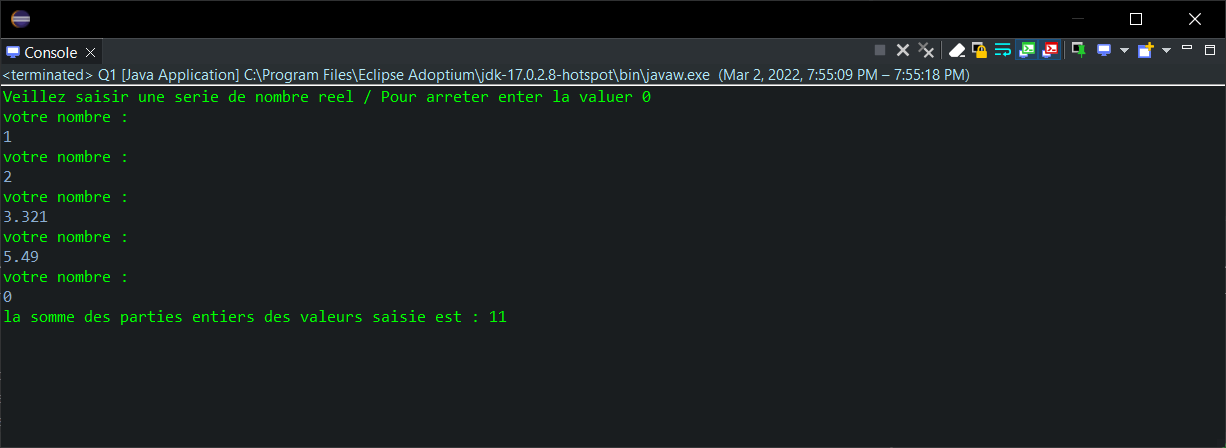 Console
<terminated> Q1 [Java Application] C:\Program Files\Eclipse Adoptium\jdk-17.0.2.8-hotspot\bin\javaw.exe  (Mar 2, 2022, 7:55:09 PM – 7:55:18 PM)
Veillez saisir une serie de nombre reel / Pour arreter enter la valuer 0
votre nombre :
1
votre nombre :
2
votre nombre :
3.321
votre nombre :
5.49
votre nombre :
0
la somme des parties entiers des valeurs saisie est : 11